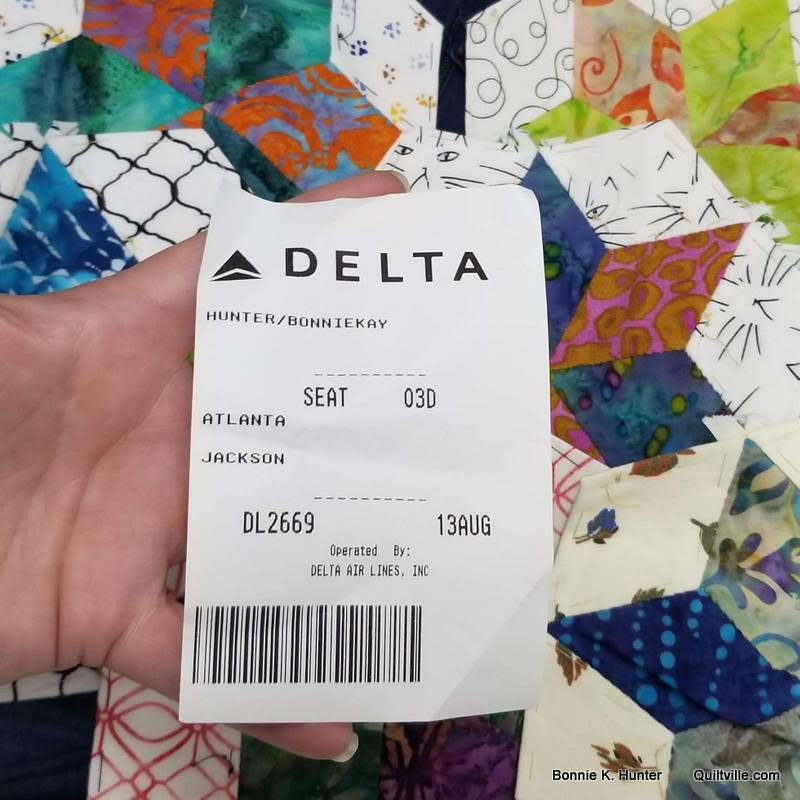 DELTA
HUNTER/BONNIEKAY
SEAT 03D
ATLANTA
JACKSON
DL2669 13AUG
Operated By:
DELTA AIR LINES, INC
Bonnie K. Hunter Quiltville.com